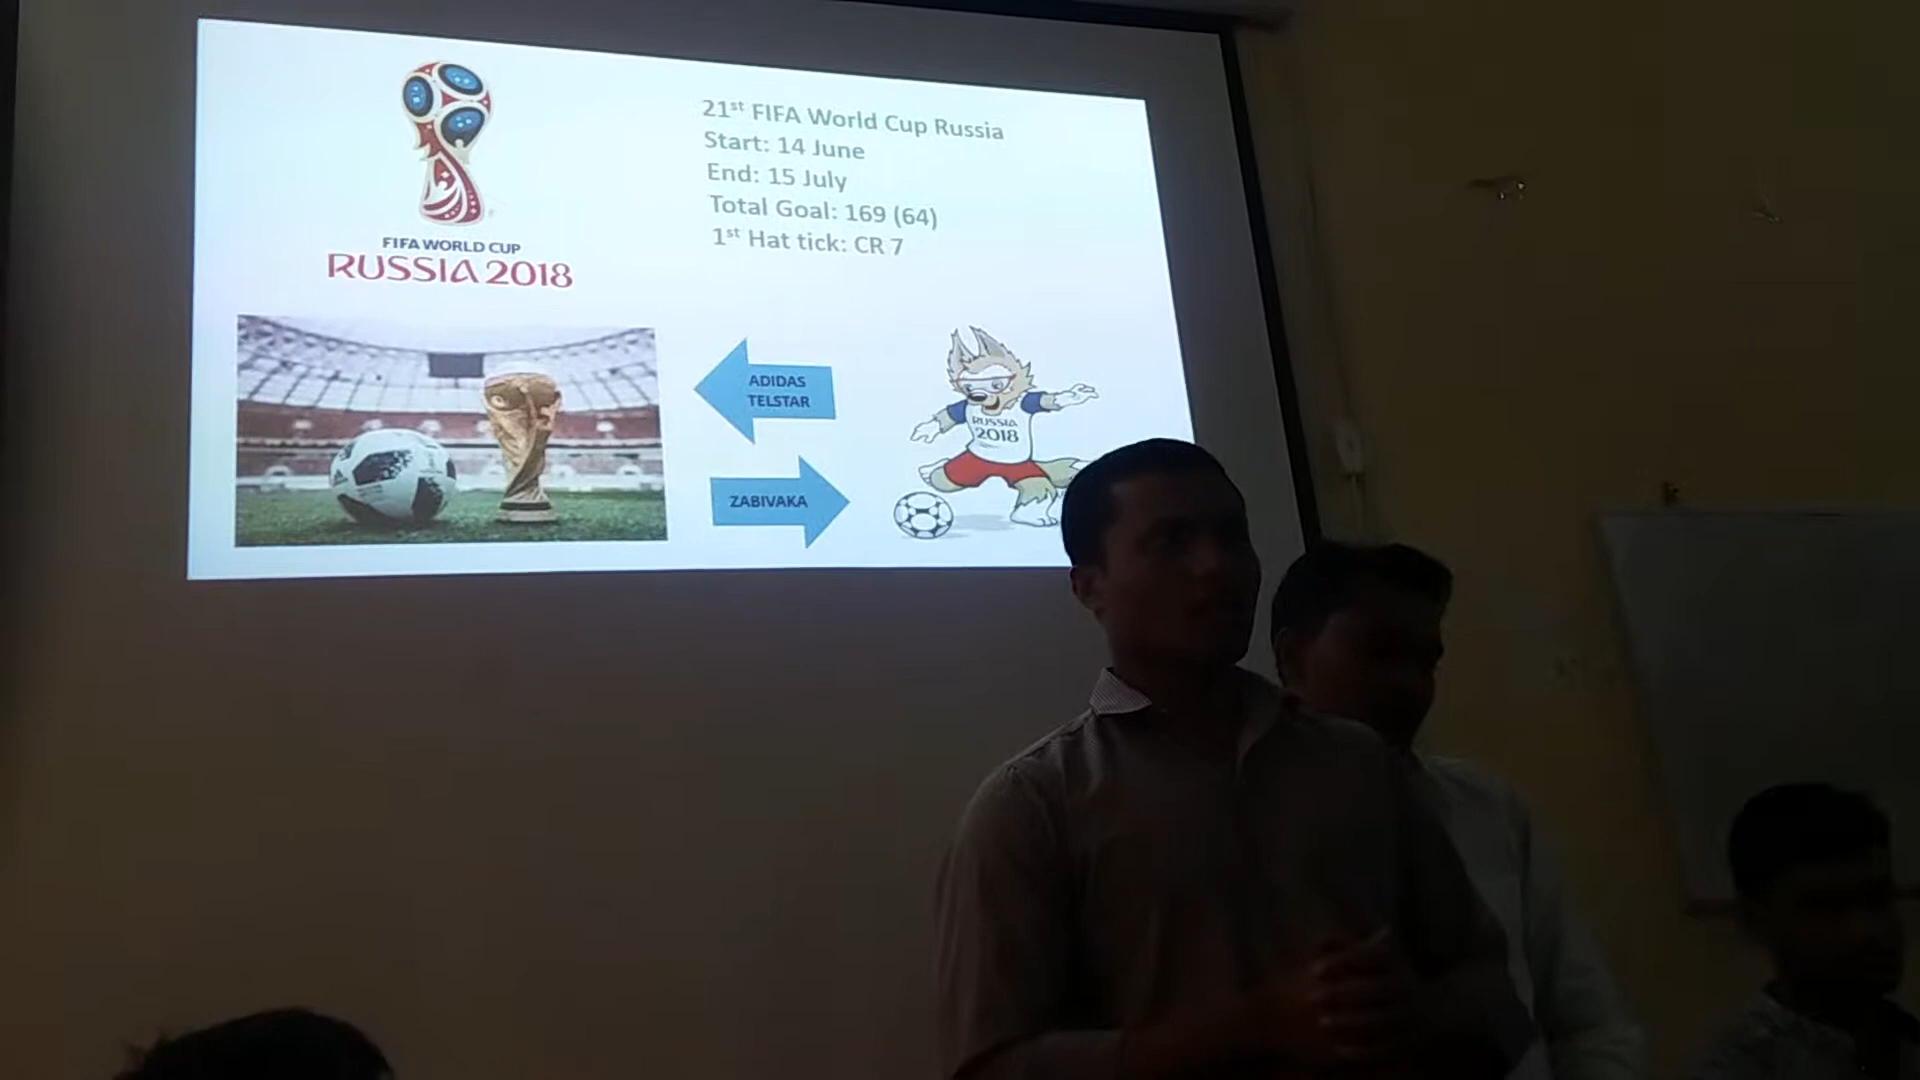 FIFA WORLD CUP
RUSSIA 2018
21st FIFA World Cup Russia
Start: 14 June
End: 15 July
Total Goal: 169 (64)
1st Hat tick: CR 7
ADIDAS
TELSTAR
ZABIVAKA
RUSSIA
2018